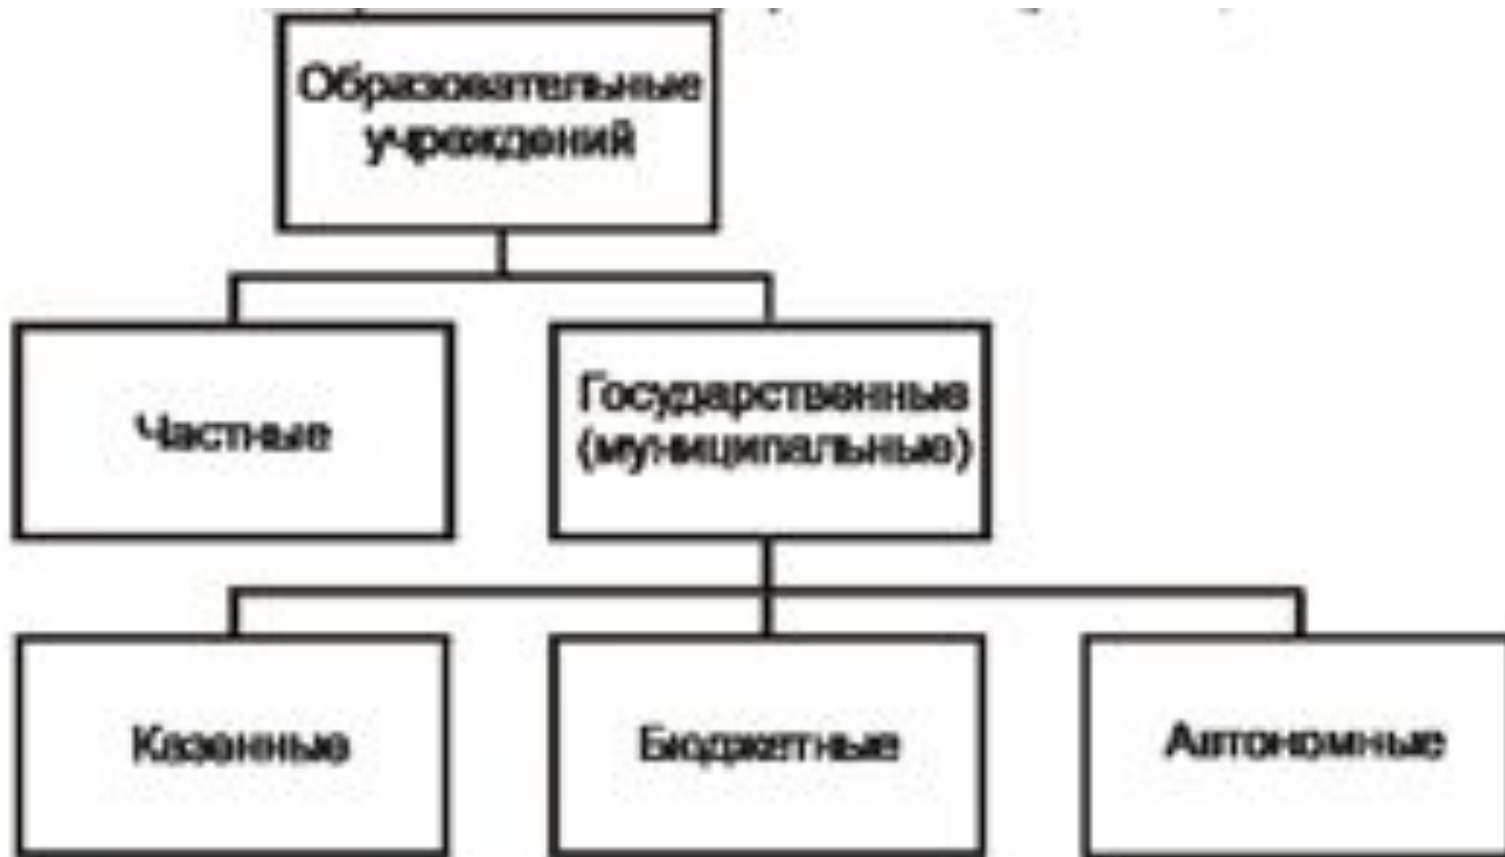 Образовательные
учреждений
Частные
Государственные
(муниципальные)
Казенные
Бюджетные
Автономные